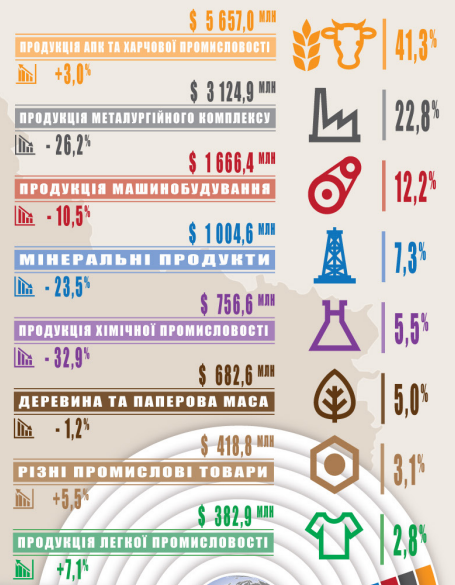 $ 5 657,0 МЛН
ПРОДУКЦІЯ АПК ТА ХАРЧОВОЇ ПРОМИСЛОВОСТІ
41,3%
+3,0%
$ 3 124,9 МЛН
ПРОДУКЦІЯ МЕТАЛУРГІЙНОГО КОМПЛЕКСУ
22,8%
- 26,2%
$ 1 666,4 МЛН
ПРОДУКЦІЯ МАШИНОБУДУВАННЯ
12,2%
- 10,5%
$ 1 004,6 МЛН
МІНЕРАЛЬНІ ПРОДУКТИ
7,3%
- 23,5%
$ 756,6 МЛН
ПРОДУКЦІЯ ХІМІЧНОЇ ПРОМИСЛОВОСТІ
5,5%
- 32,9%
$ 682,6 МЛН
ДЕРЕВИНА ТА ПАПЕРОВА МАСА
5,0%
- 1,2%
$ 418,8 МЛН
РІЗНІ ПРОМИСЛОВІ ТОВАРИ
3,1%
+5,5%
$ 382,9 МЛН
ПРОДУКЦІЯ ЛЕГКОЇ ПРОМИСЛОВОСТІ
2,8%
+7,1%